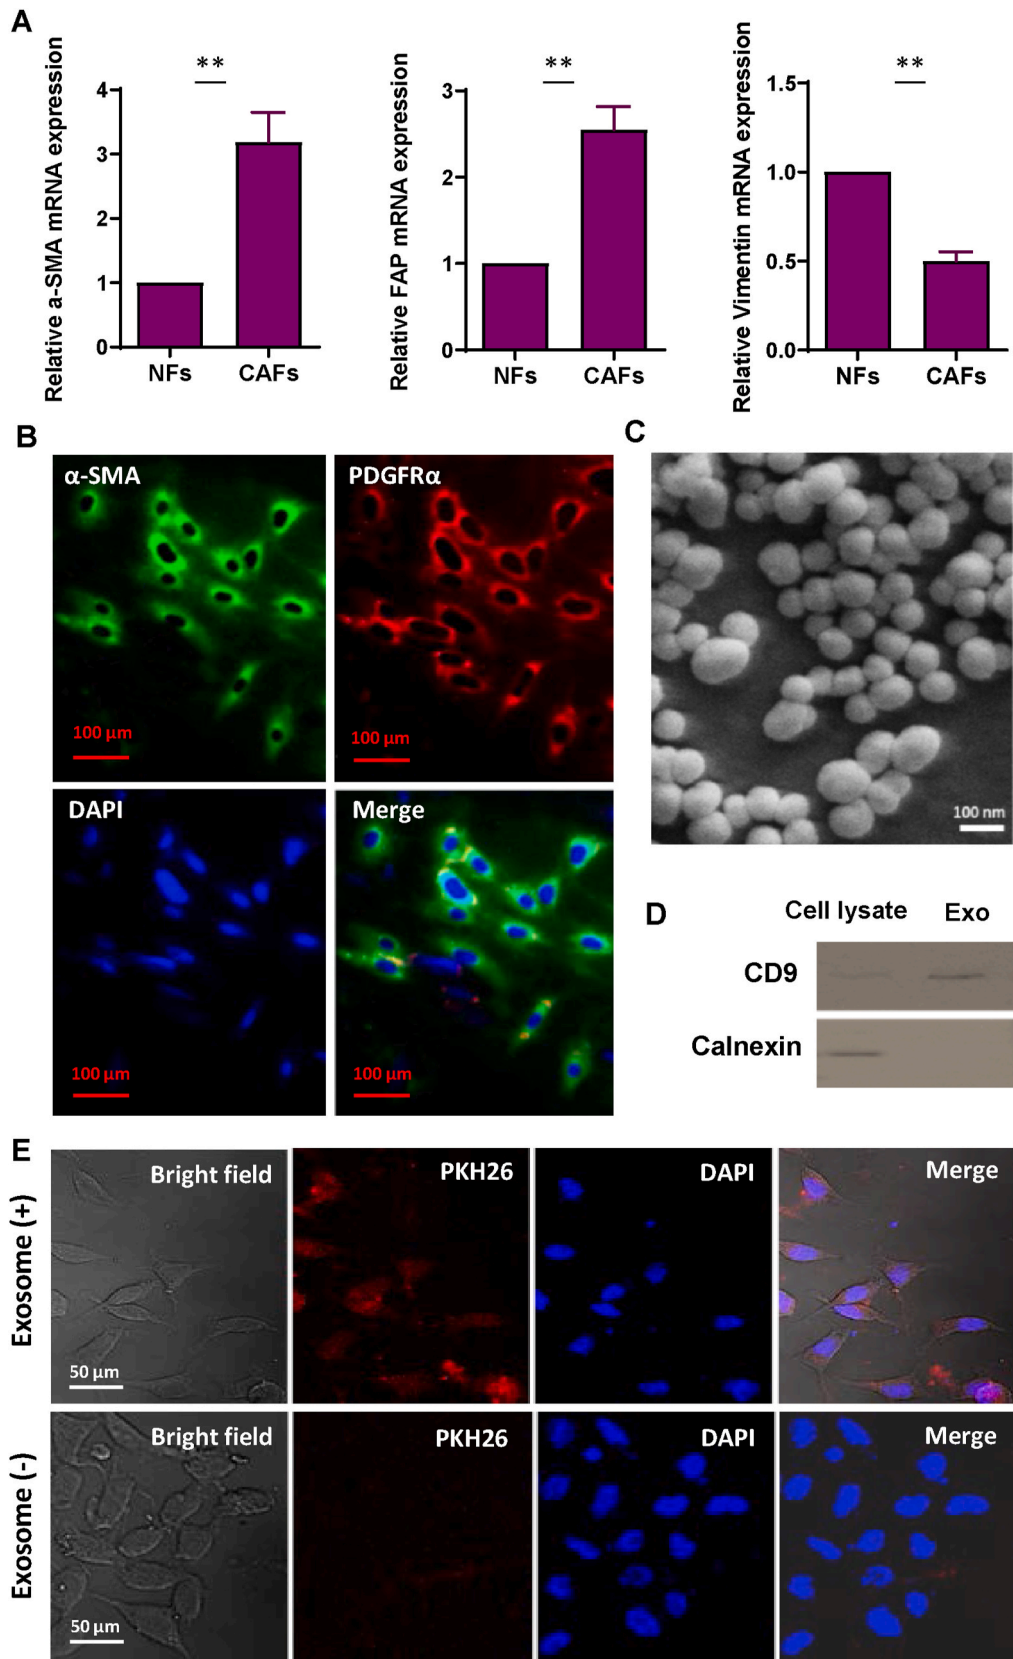 A
**
**
**
Relative a-SMA mRNA expression
4
3
2
1
0
NFs
CAFs
Relative FAP mRNA expression
3
2
1
0
NFs
CAFs
Relative Vimentin mRNA expression
1.5
1.0
0.5
0.0
NFs
CAFs
B
α-SMA
100 µm
PDGFRα
100 µm
DAPI
100 µm
Merge
100 µm
C
100 nm
D
Cell lysate
Exo
CD9
Calnexin
E
Exosome (+)
Bright field
50 µm
PKH26
DAPI
Merge
Exosome (-)
Bright field
50 µm
PKH26
DAPI
Merge